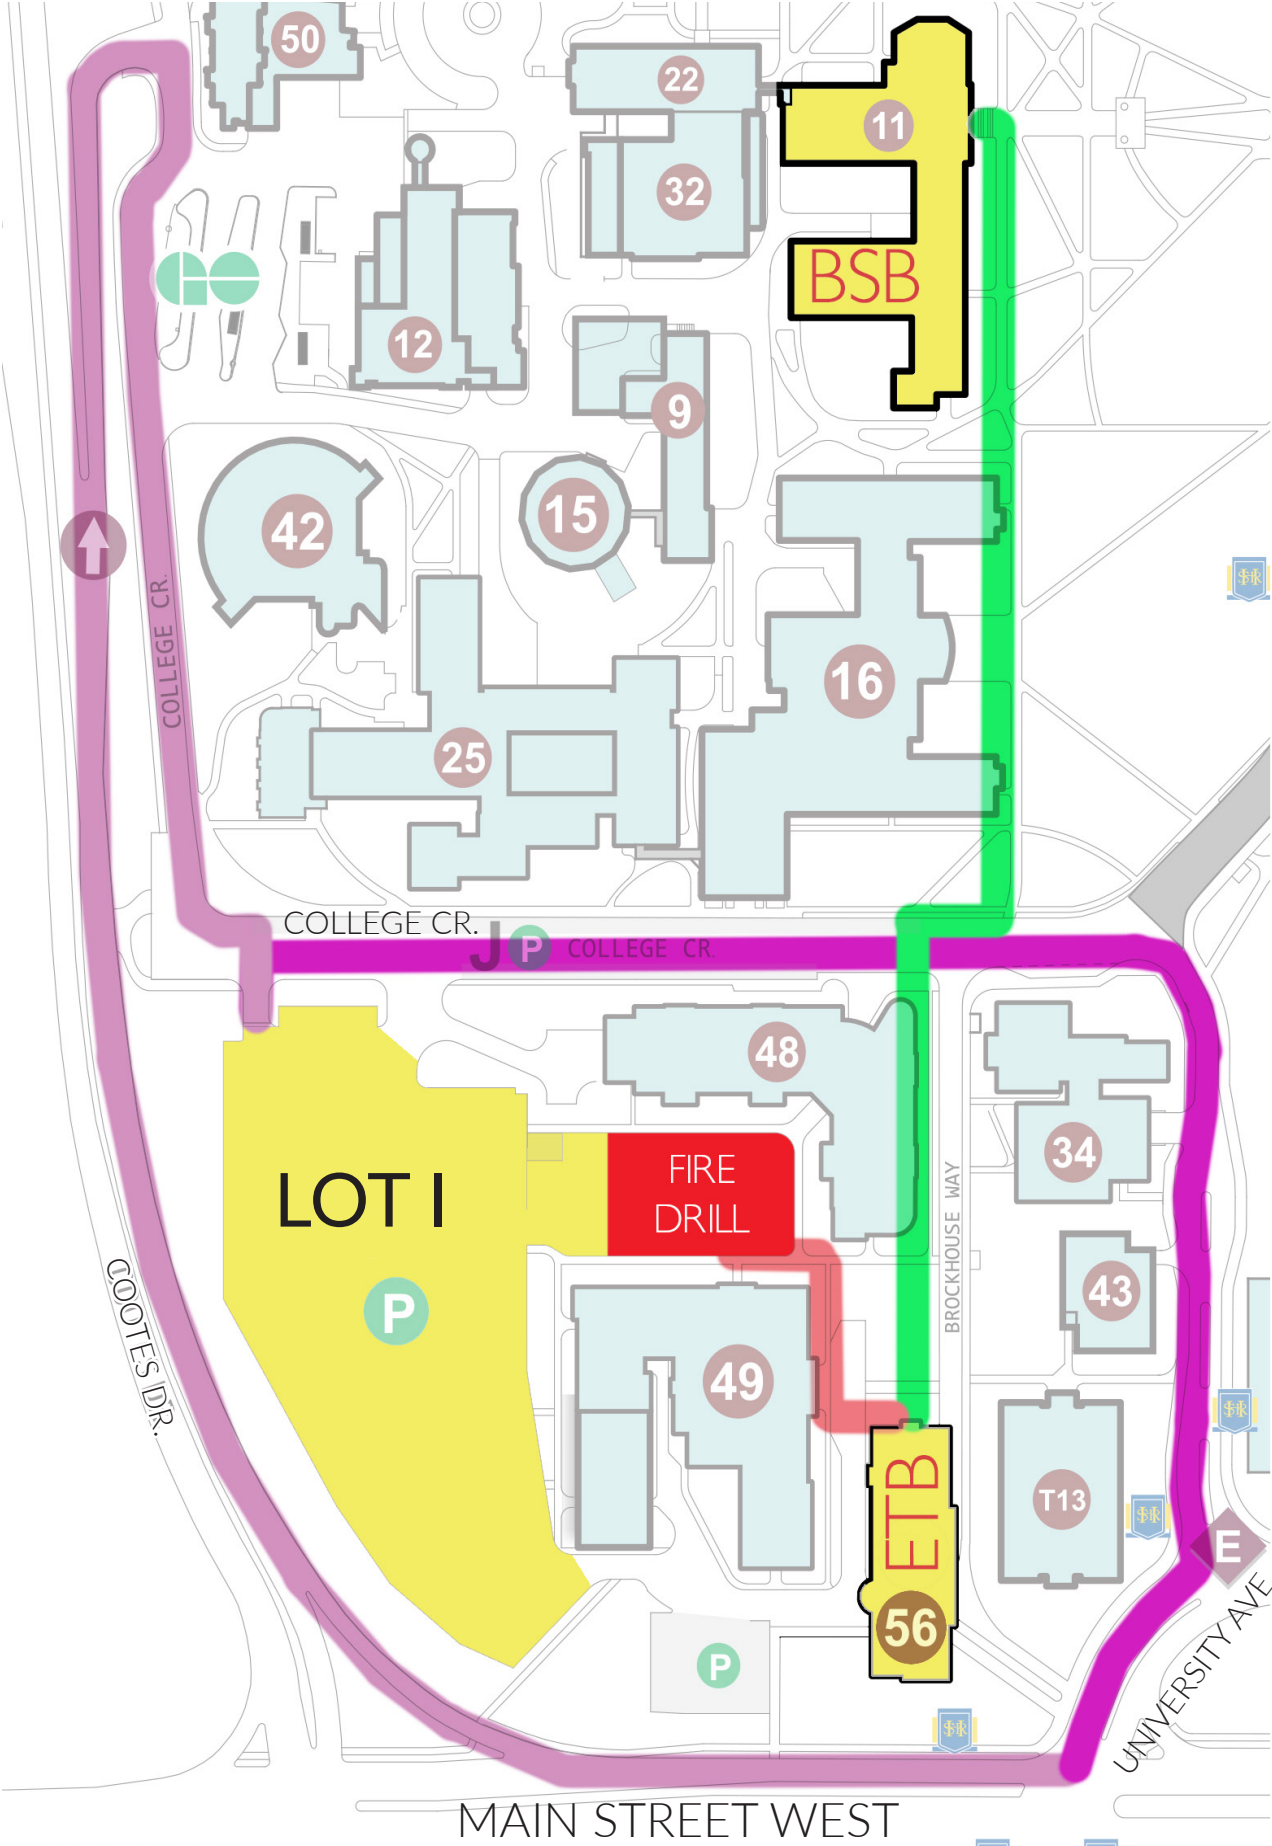 50
22
11
32
BSB
GO
12
9
42
15
COLLEGE CR.
16
25
COLLEGE CR.
J P COLLEGE CR.
48
34
FIRE
DRILL
LOT I
BROCKHOUSE WAY
P
43
COOTES DR.
49
ETB
T13
E
56
P
UNIVERSITY AVE
MAIN STREET WEST